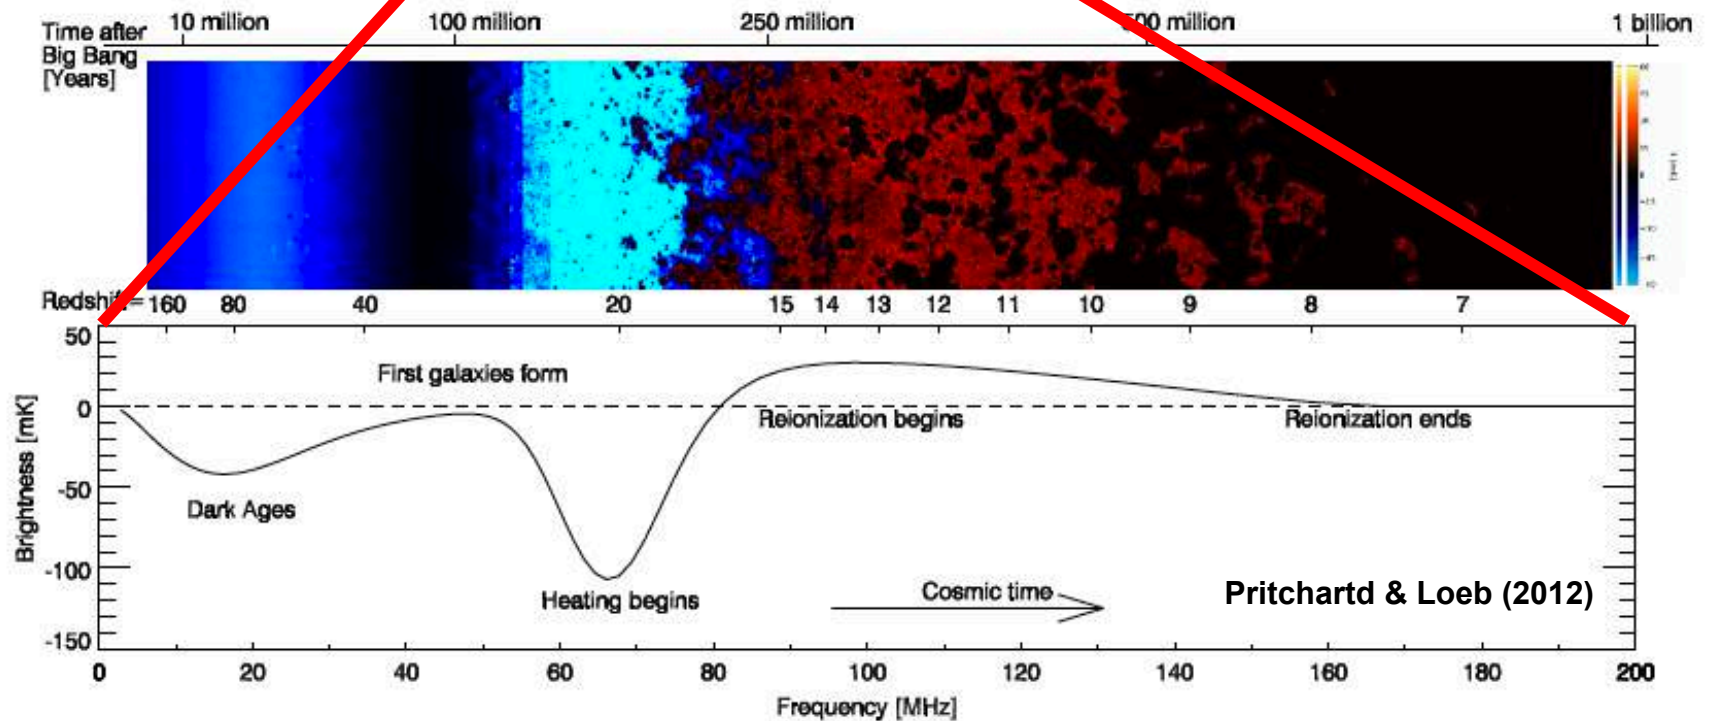 Time after 10 million 100 million 250 million 500 million 1 billion
Big Bang
[Years]
Redshift= 160 80 40 20 15 14 13 12 11 10 9 8 7
50
0
-50
-100
-150
Brightness [mK]
First galaxies form
Reionization begins
Reionization ends
Dark Ages
Heating begins
Cosmic time
Pritchartd & Loeb (2012)
0 20 40 60 80 100 120 140 160 180 200
Frequency [MHz]